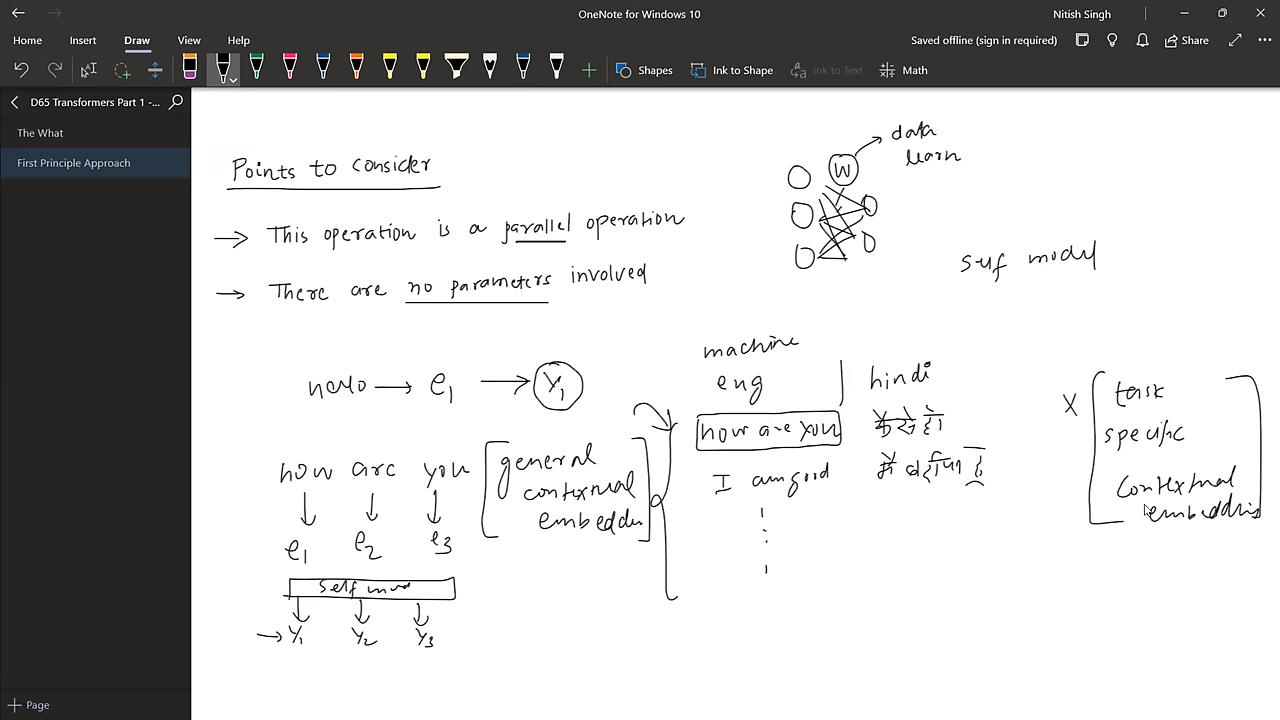 OneNote for Windows 10
Nitish Singh
Home
Insert
Draw
View
Help
Saved offline (sign in required)
Share
Shapes
Ink to Shape
Ink to Text
Math
D65 Transformers Part 1 -...
The What
First Principle Approach
Page
Points to consider
→ This operation is a parallel operation
→ There are no parameters involved
W → data
learn
self model
hello → e1 → Y1
how are you
e1 e2 e3
self mod
→ Y1 Y2 Y3
general
contextual
embeddin
machine
eng
hindi
how are you
I am good
X
task
specific
contextual
embedding